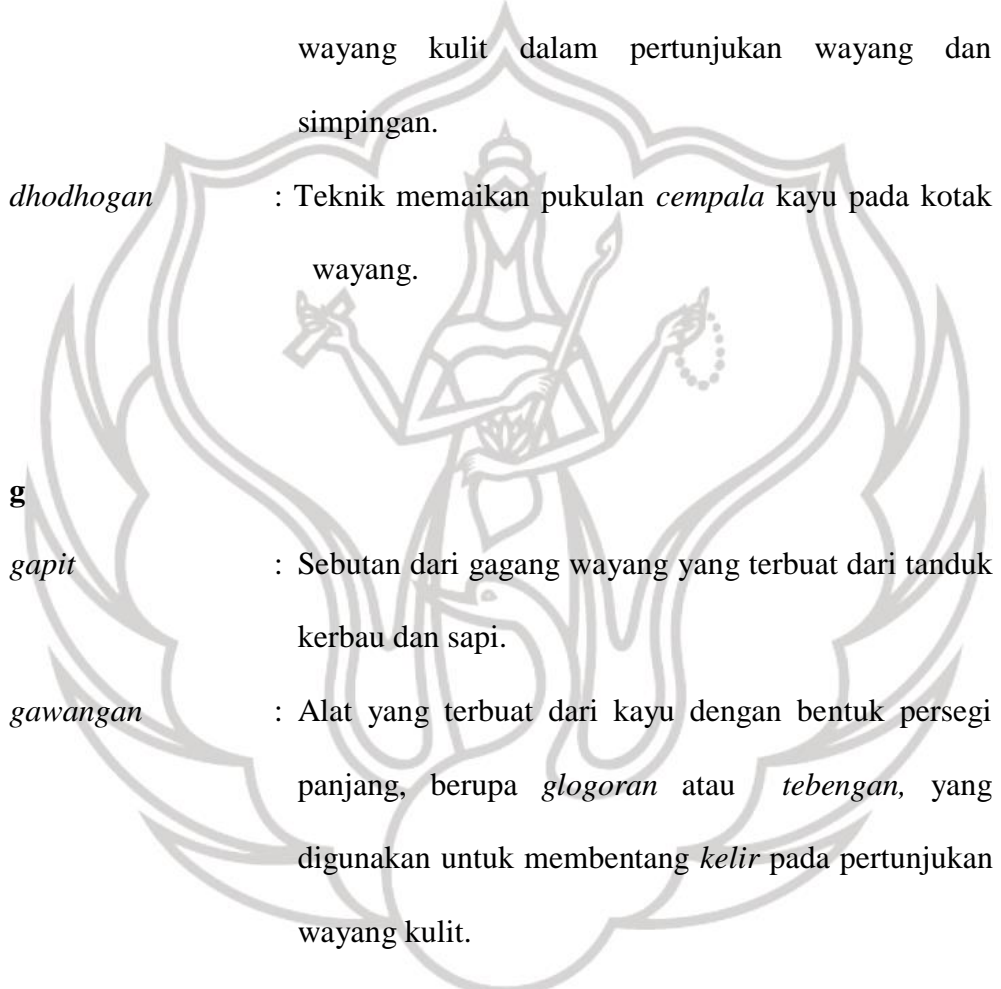 wayang kulit dalam pertunjukan wayang dan
simpingan.
dhodhogan : Teknik memaikan pukulan cempala kayu pada kotak
wayang.
g
gapit : Sebutan dari gagang wayang yang terbuat dari tanduk
kerbau dan sapi.
gawangan : Alat yang terbuat dari kayu dengan bentuk persegi
panjang, berupa glogoran atau tebengan, yang
digunakan untuk membentang kelir pada pertunjukan
wayang kulit.